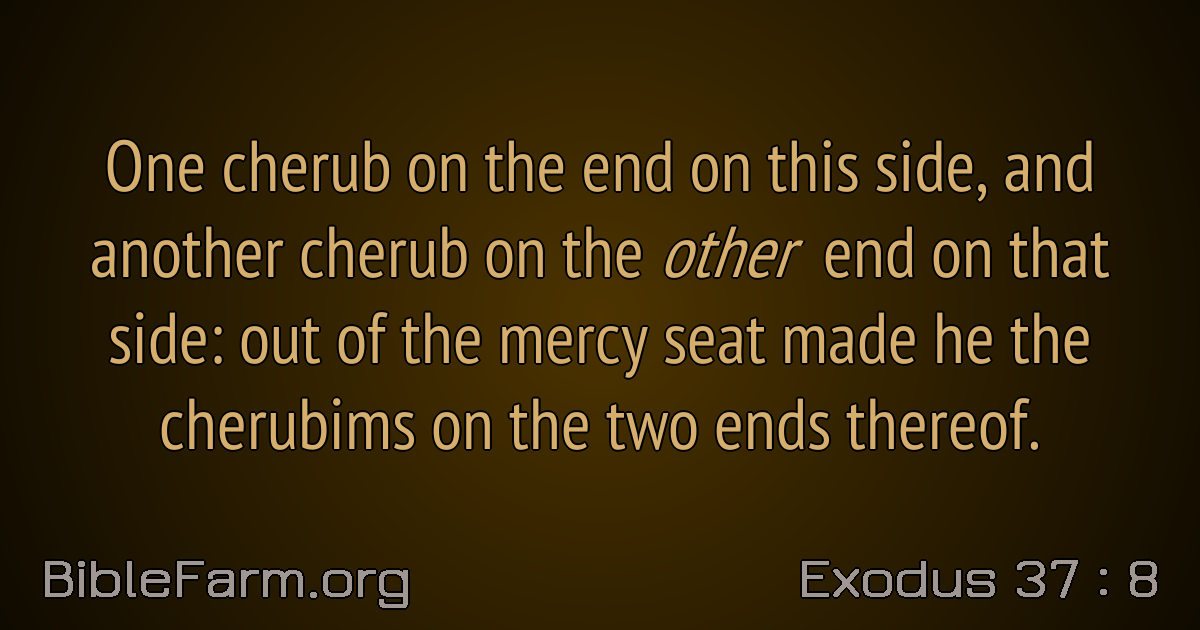 One cherub on the end on this side, and
another cherub on the other end on that
side: out of the mercy seat made he the
cherubims on the two ends thereof.
BibleFarm.org
Exodus 37 : 8